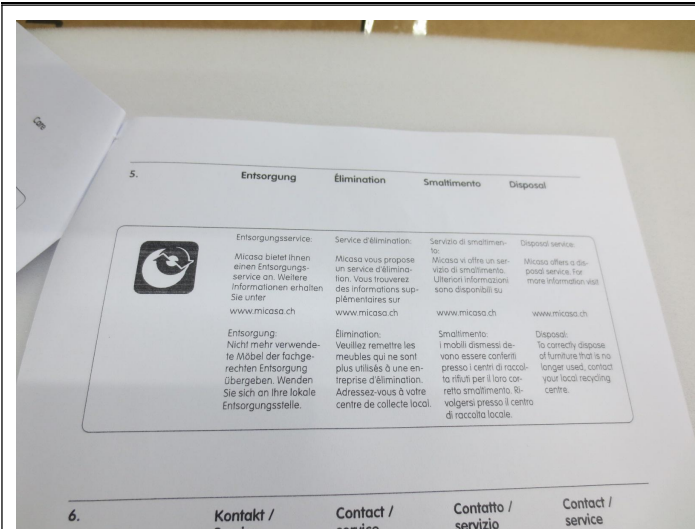 Care
5. Entsorgung Élimination Smaltimento Disposal
Entsorgungsservice:
Micasa bietet Ihnen
einen Entsorgungs-
service an. Weitere
Informationen erhalten
Sie unter
www.micasa.ch
Entsorgung:
Nicht mehr verwende-
te Möbel der fachge-
rechten Entsorgung
übergeben. Wenden
Sie sich an Ihre lokale
Entsorgungsstelle.
Service d'élimination:
Micasa vous propose
un service d'élimina-
tion. Vous trouverez
des informations sup-
plémentaires sur
www.micasa.ch
Élimination:
Veuillez remettre les
meubles qui ne sont
plus utilisés à une en-
treprise d'élimination.
Adressez-vous à votre
centre de collecte local.
Servizio di smaltimen-
to:
Micasa vi offre un ser-
vizio di smaltimento.
Ulteriori informazioni
sono disponibili su
www.micasa.ch
Smaltimento:
i mobili dismessi de-
vono essere conferiti
presso i centri di raccol-
ta rifiuti per il loro cor-
retto smaltimento. Ri-
volgersi presso il centro
di raccolta locale.
Disposal service:
Micasa offers a dis-
posal service. For
more information visit
www.micasa.ch
Disposal:
To correctly dispose
of furniture that is no
longer used, contact
your local recycling
centre.
6. Kontakt / Contact / Contatto / Contact /
service servizio service